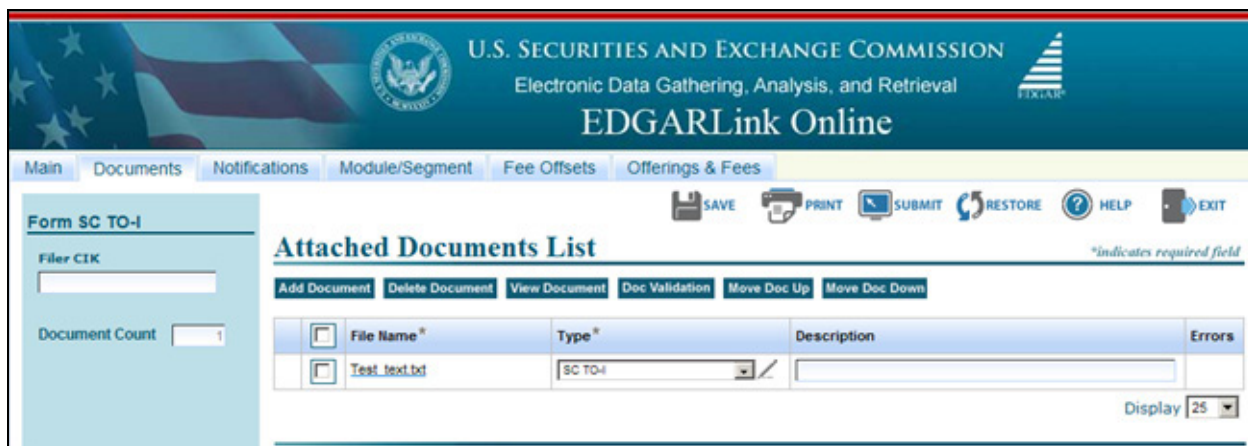 U.S. SECURITIES AND EXCHANGE COMMISSION
Electronic Data Gathering, Analysis, and Retrieval
EDGAR®
EDGARLink Online
Main Documents Notifications Module/Segment Fee Offsets Offerings & Fees
SAVE PRINT SUBMIT RESTORE HELP EXIT
Form SC TO-I
Attached Documents List
*indicates required field
Filer CIK
Add Document Delete Document View Document Doc Validation Move Doc Up Move Doc Down
Document Count 1
File Name* Type* Description Errors
Test_text.txt SC TO-I
Display 25